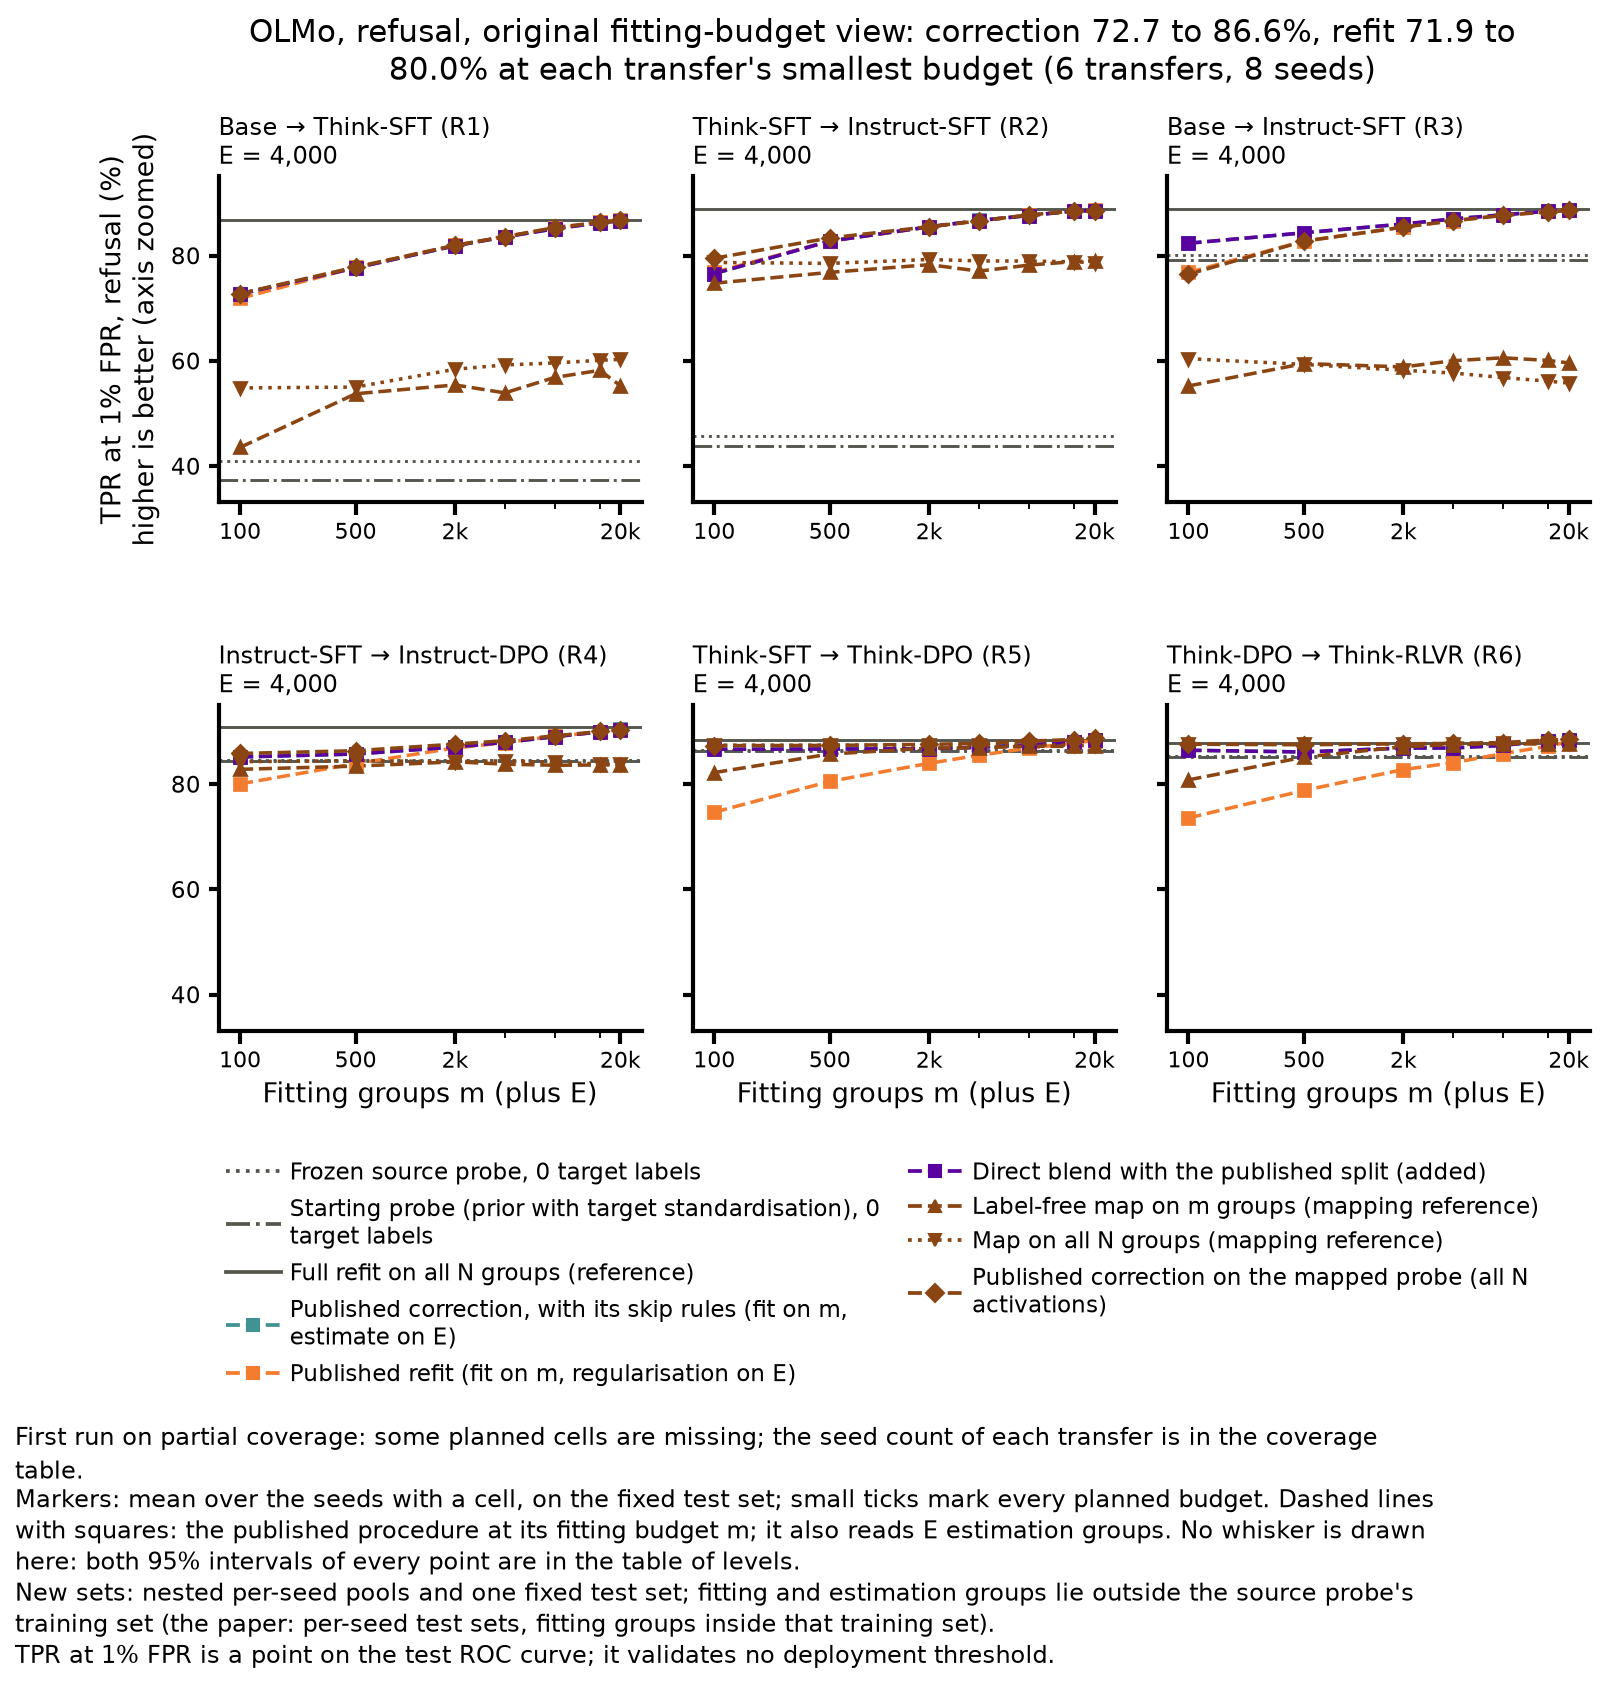 OLMo, refusal, original fitting-budget view: correction 72.7 to 86.6%, refit 71.9 to
80.0% at each transfer's smallest budget (6 transfers, 8 seeds)
TPR at 1% FPR, refusal (%)
higher is better (axis zoomed)
Base → Think-SFT (R1)
E = 4,000
80
60
40
100
500
2k
20k
Think-SFT → Instruct-SFT (R2)
E = 4,000
100
500
2k
20k
Base → Instruct-SFT (R3)
E = 4,000
100
500
2k
20k
Instruct-SFT → Instruct-DPO (R4)
E = 4,000
80
60
40
100
500
2k
20k
Fitting groups m (plus E)
Think-SFT → Think-DPO (R5)
E = 4,000
100
500
2k
20k
Fitting groups m (plus E)
Think-DPO → Think-RLVR (R6)
E = 4,000
100
500
2k
20k
Fitting groups m (plus E)
Frozen source probe, 0 target labels
Starting probe (prior with target standardisation), 0
target labels
Full refit on all N groups (reference)
Published correction, with its skip rules (fit on m,
estimate on E)
Published refit (fit on m, regularisation on E)
Direct blend with the published split (added)
Label-free map on m groups (mapping reference)
Map on all N groups (mapping reference)
Published correction on the mapped probe (all N
activations)
First run on partial coverage: some planned cells are missing; the seed count of each transfer is in the coverage
table.
Markers: mean over the seeds with a cell, on the fixed test set; small ticks mark every planned budget. Dashed lines
with squares: the published procedure at its fitting budget m; it also reads E estimation groups. No whisker is drawn
here: both 95% intervals of every point are in the table of levels.
New sets: nested per-seed pools and one fixed test set; fitting and estimation groups lie outside the source probe's
training set (the paper: per-seed test sets, fitting groups inside that training set).
TPR at 1% FPR is a point on the test ROC curve; it validates no deployment threshold.